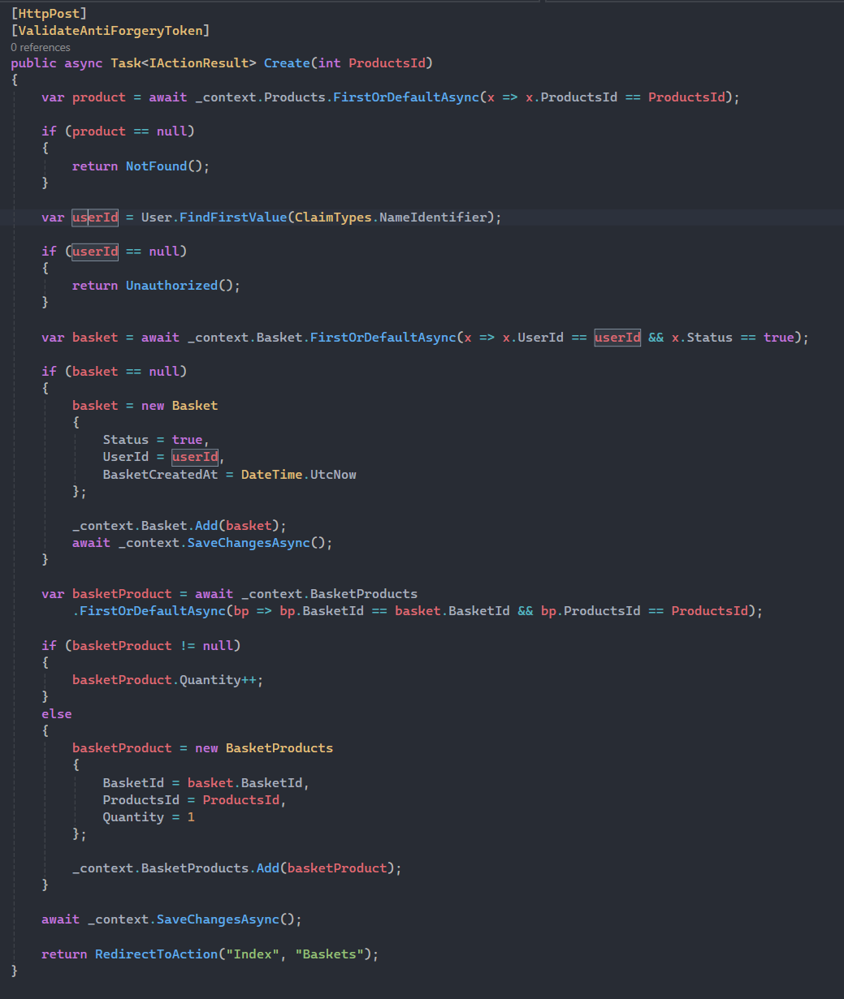 [HttpPost]
[ValidateAntiForgeryToken]
0 references
public async Task<IActionResult> Create(int ProductsId)
{
    var product = await _context.Products.FirstOrDefaultAsync(x => x.ProductsId == ProductsId);

    if (product == null)
    {
        return NotFound();
    }

    var userId = User.FindFirstValue(ClaimTypes.NameIdentifier);

    if (userId == null)
    {
        return Unauthorized();
    }

    var basket = await _context.Basket.FirstOrDefaultAsync(x => x.UserId == userId && x.Status == true);

    if (basket == null)
    {
        basket = new Basket
        {
            Status = true,
            UserId = userId,
            BasketCreatedAt = DateTime.UtcNow
        };

        _context.Basket.Add(basket);
        await _context.SaveChangesAsync();
    }

    var basketProduct = await _context.BasketProducts
        .FirstOrDefaultAsync(bp => bp.BasketId == basket.BasketId && bp.ProductsId == ProductsId);

    if (basketProduct != null)
    {
        basketProduct.Quantity++;
    }
    else
    {
        basketProduct = new BasketProducts
        {
            BasketId = basket.BasketId,
            ProductsId = ProductsId,
            Quantity = 1
        };

        _context.BasketProducts.Add(basketProduct);
    }

    await _context.SaveChangesAsync();

    return RedirectToAction("Index", "Baskets");
}